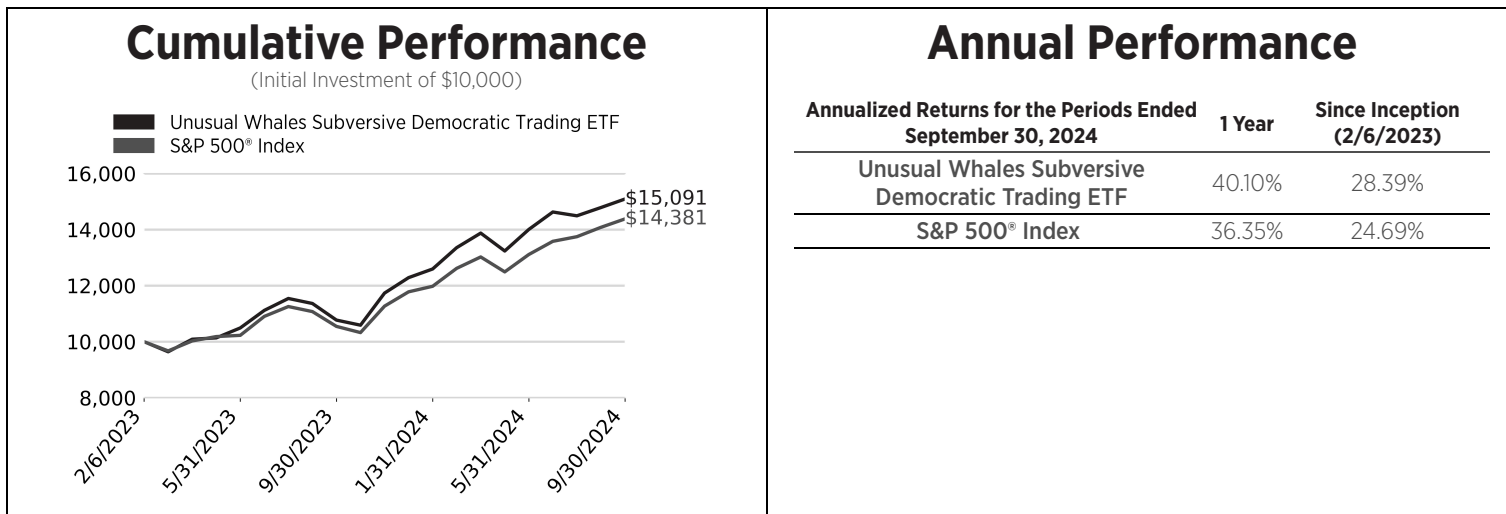 Cumulative Performance
(Initial Investment of $10,000)
Unusual Whales Subversive Democratic Trading ETF
S&P 500® Index
16,000
14,000
12,000
10,000
8,000
$15,091
$14,381
2/6/2023
5/31/2023
9/30/2023
1/31/2024
5/31/2024
9/30/2024
Annual Performance
Annualized Returns for the Periods Ended
September 30, 2024
1 Year
Since Inception
(2/6/2023)
Unusual Whales Subversive
Democratic Trading ETF
40.10%
28.39%
S&P 500® Index
36.35%
24.69%